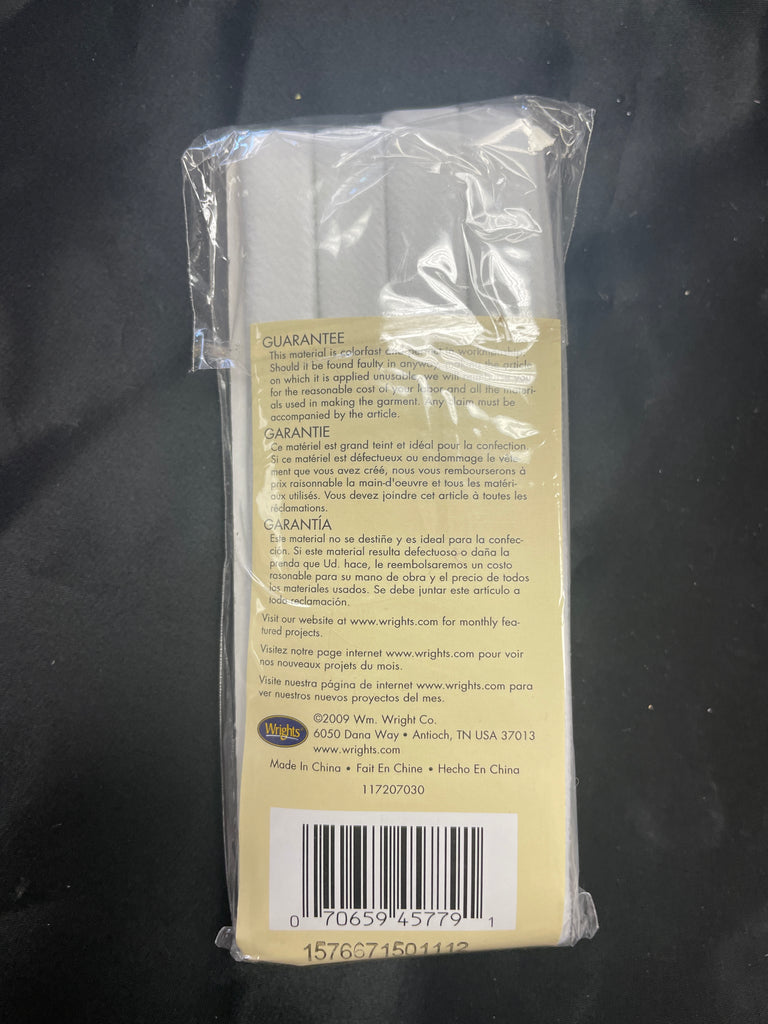 GUARANTEE
This material is colorfast
Should it be found faulty in anyway the article
on which it is applied unusable, we will
for the reasonable cost of your labor and all the materi-
als used in making the garment. Any claim must be
accompanied by the article.
GARANTIE
Ce matériel est grand teint et idéal pour la confection.
Si ce matériel est défectueux ou endommage le vête-
ment que vous avez créé, nous vous rembourserons à
prix raisonnable la main-d'oeuvre et tous les matéri-
aux utilisés. Vous devez joindre cet article à toutes les
réclamations.
GARANTÍA
Este material no se destiñe y es ideal para la confec-
ción. Si este material resulta defectuoso o daña la
prenda que Ud. hace, le reembolsaremos un costo
rasonable para su mano de obra y el precio de todos
los materiales usados. Se debe juntar este artículo a
toda reclamación.
Visit our website at www.wrights.com for monthly fea-
tured projects.
Visitez notre page internet www.wrights.com pour voir
nos nouveaux projets du mois.
Visite nuestra página de internet www.wrights.com para
ver nuestros nuevos proyectos del mes.
Wrights®
©2009 Wm. Wright Co.
6050 Dana Way • Antioch, TN USA 37013
www.wrights.com
Made In China • Fait En Chine • Hecho En China
117207030
0 70659 45779 1
1576671501112